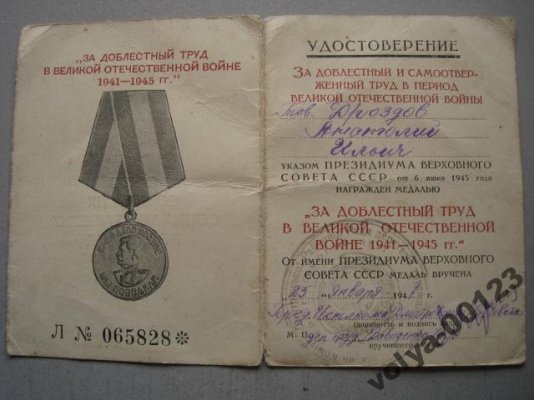 „ЗА ДОБЛЕСТНЫЙ ТРУД
В ВЕЛИКОЙ ОТЕЧЕСТВЕННОЙ ВОЙНЕ
1941—1945 гг."
Л № 065828
УДОСТОВЕРЕНИЕ
ЗА ДОБЛЕСТНЫЙ И САМООТВЕР-
ЖЕННЫЙ ТРУД В ПЕРИОД
ВЕЛИКОЙ ОТЕЧЕСТВЕННОЙ ВОЙНЫ
Тов. Дроздов
Анатолий
Ильич
УКАЗОМ ПРЕЗИДИУМА ВЕРХОВНОГО
СОВЕТА СССР от 6 июня 1945 года
НАГРАЖДЕН МЕДАЛЬЮ
„ЗА ДОБЛЕСТНЫЙ ТРУД
В ВЕЛИКОЙ ОТЕЧЕСТВЕННОЙ
ВОЙНЕ 1941—1945 гг."
От имени ПРЕЗИДИУМА ВЕРХОВНОГО
СОВЕТА СССР МЕДАЛЬ ВРУЧЕНА
января 194 г.
(должность и подпись
М. П.
volya-00123